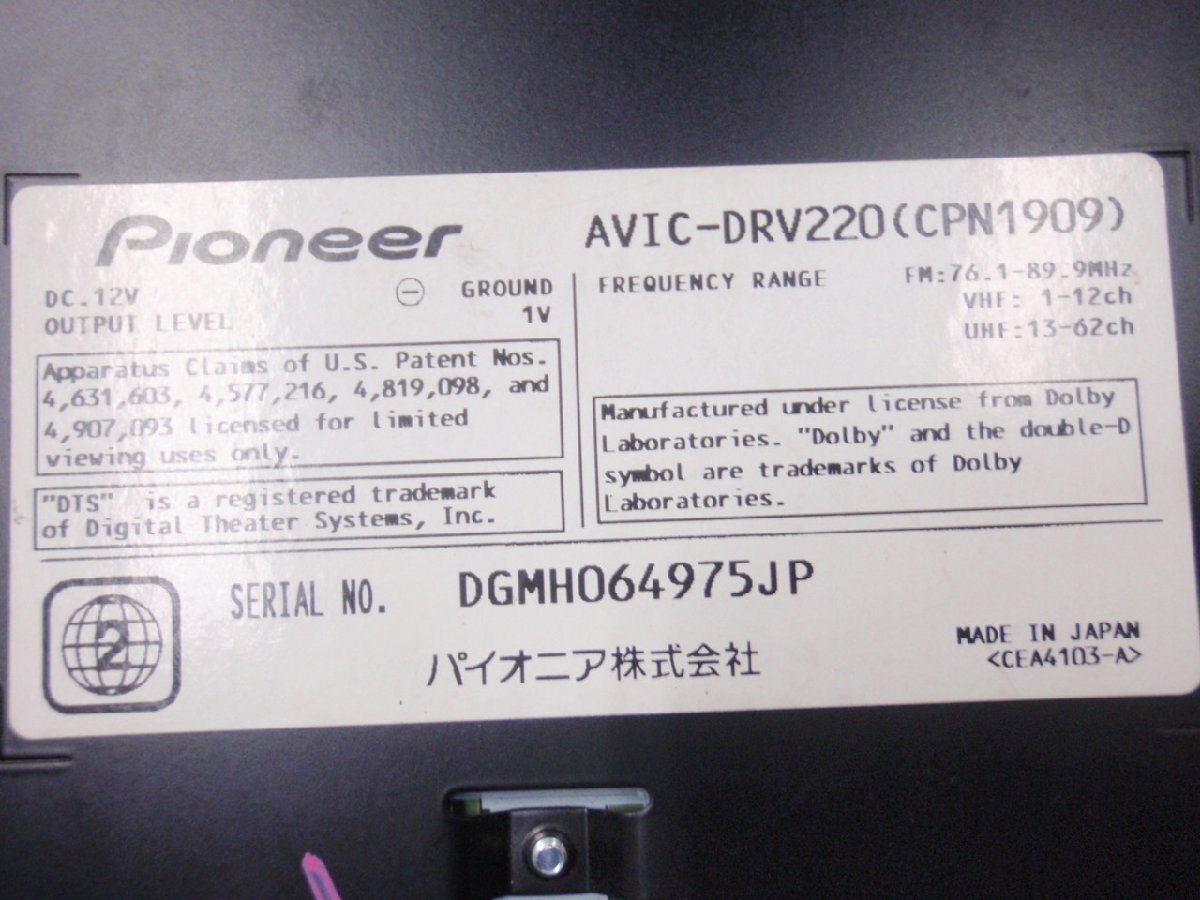 Pioneer
AVIC-DRV220(CPN1909)
DC.12V ⊖ GROUND
OUTPUT LEVEL 1V
FREQUENCY RANGE FM:76.1-89.9MHz
VHF: 1-12ch
UHF:13-62ch
Apparatus Claims of U.S. Patent Nos.
4,631,603, 4,577,216, 4,819,098, and
4,907,093 licensed for limited
viewing uses only.
"DTS" is a registered trademark
of Digital Theater Systems, Inc.
Manufactured under license from Dolby
Laboratories. "Dolby" and the double-D
symbol are trademarks of Dolby
Laboratories.
2
SERIAL NO. DGMH064975JP
パイオニア株式会社
MADE IN JAPAN
<CEA4103-A>